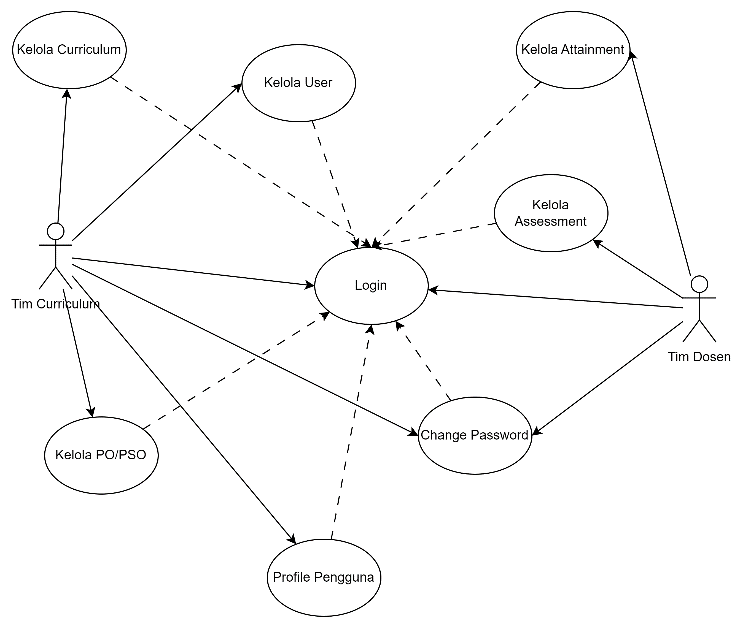 Kelola Curriculum
Kelola User
Kelola Attainment
Kelola
Assessment
Login
Tim Curriculum
Tim Dosen
Change Password
Kelola PO/PSO
Profile Pengguna